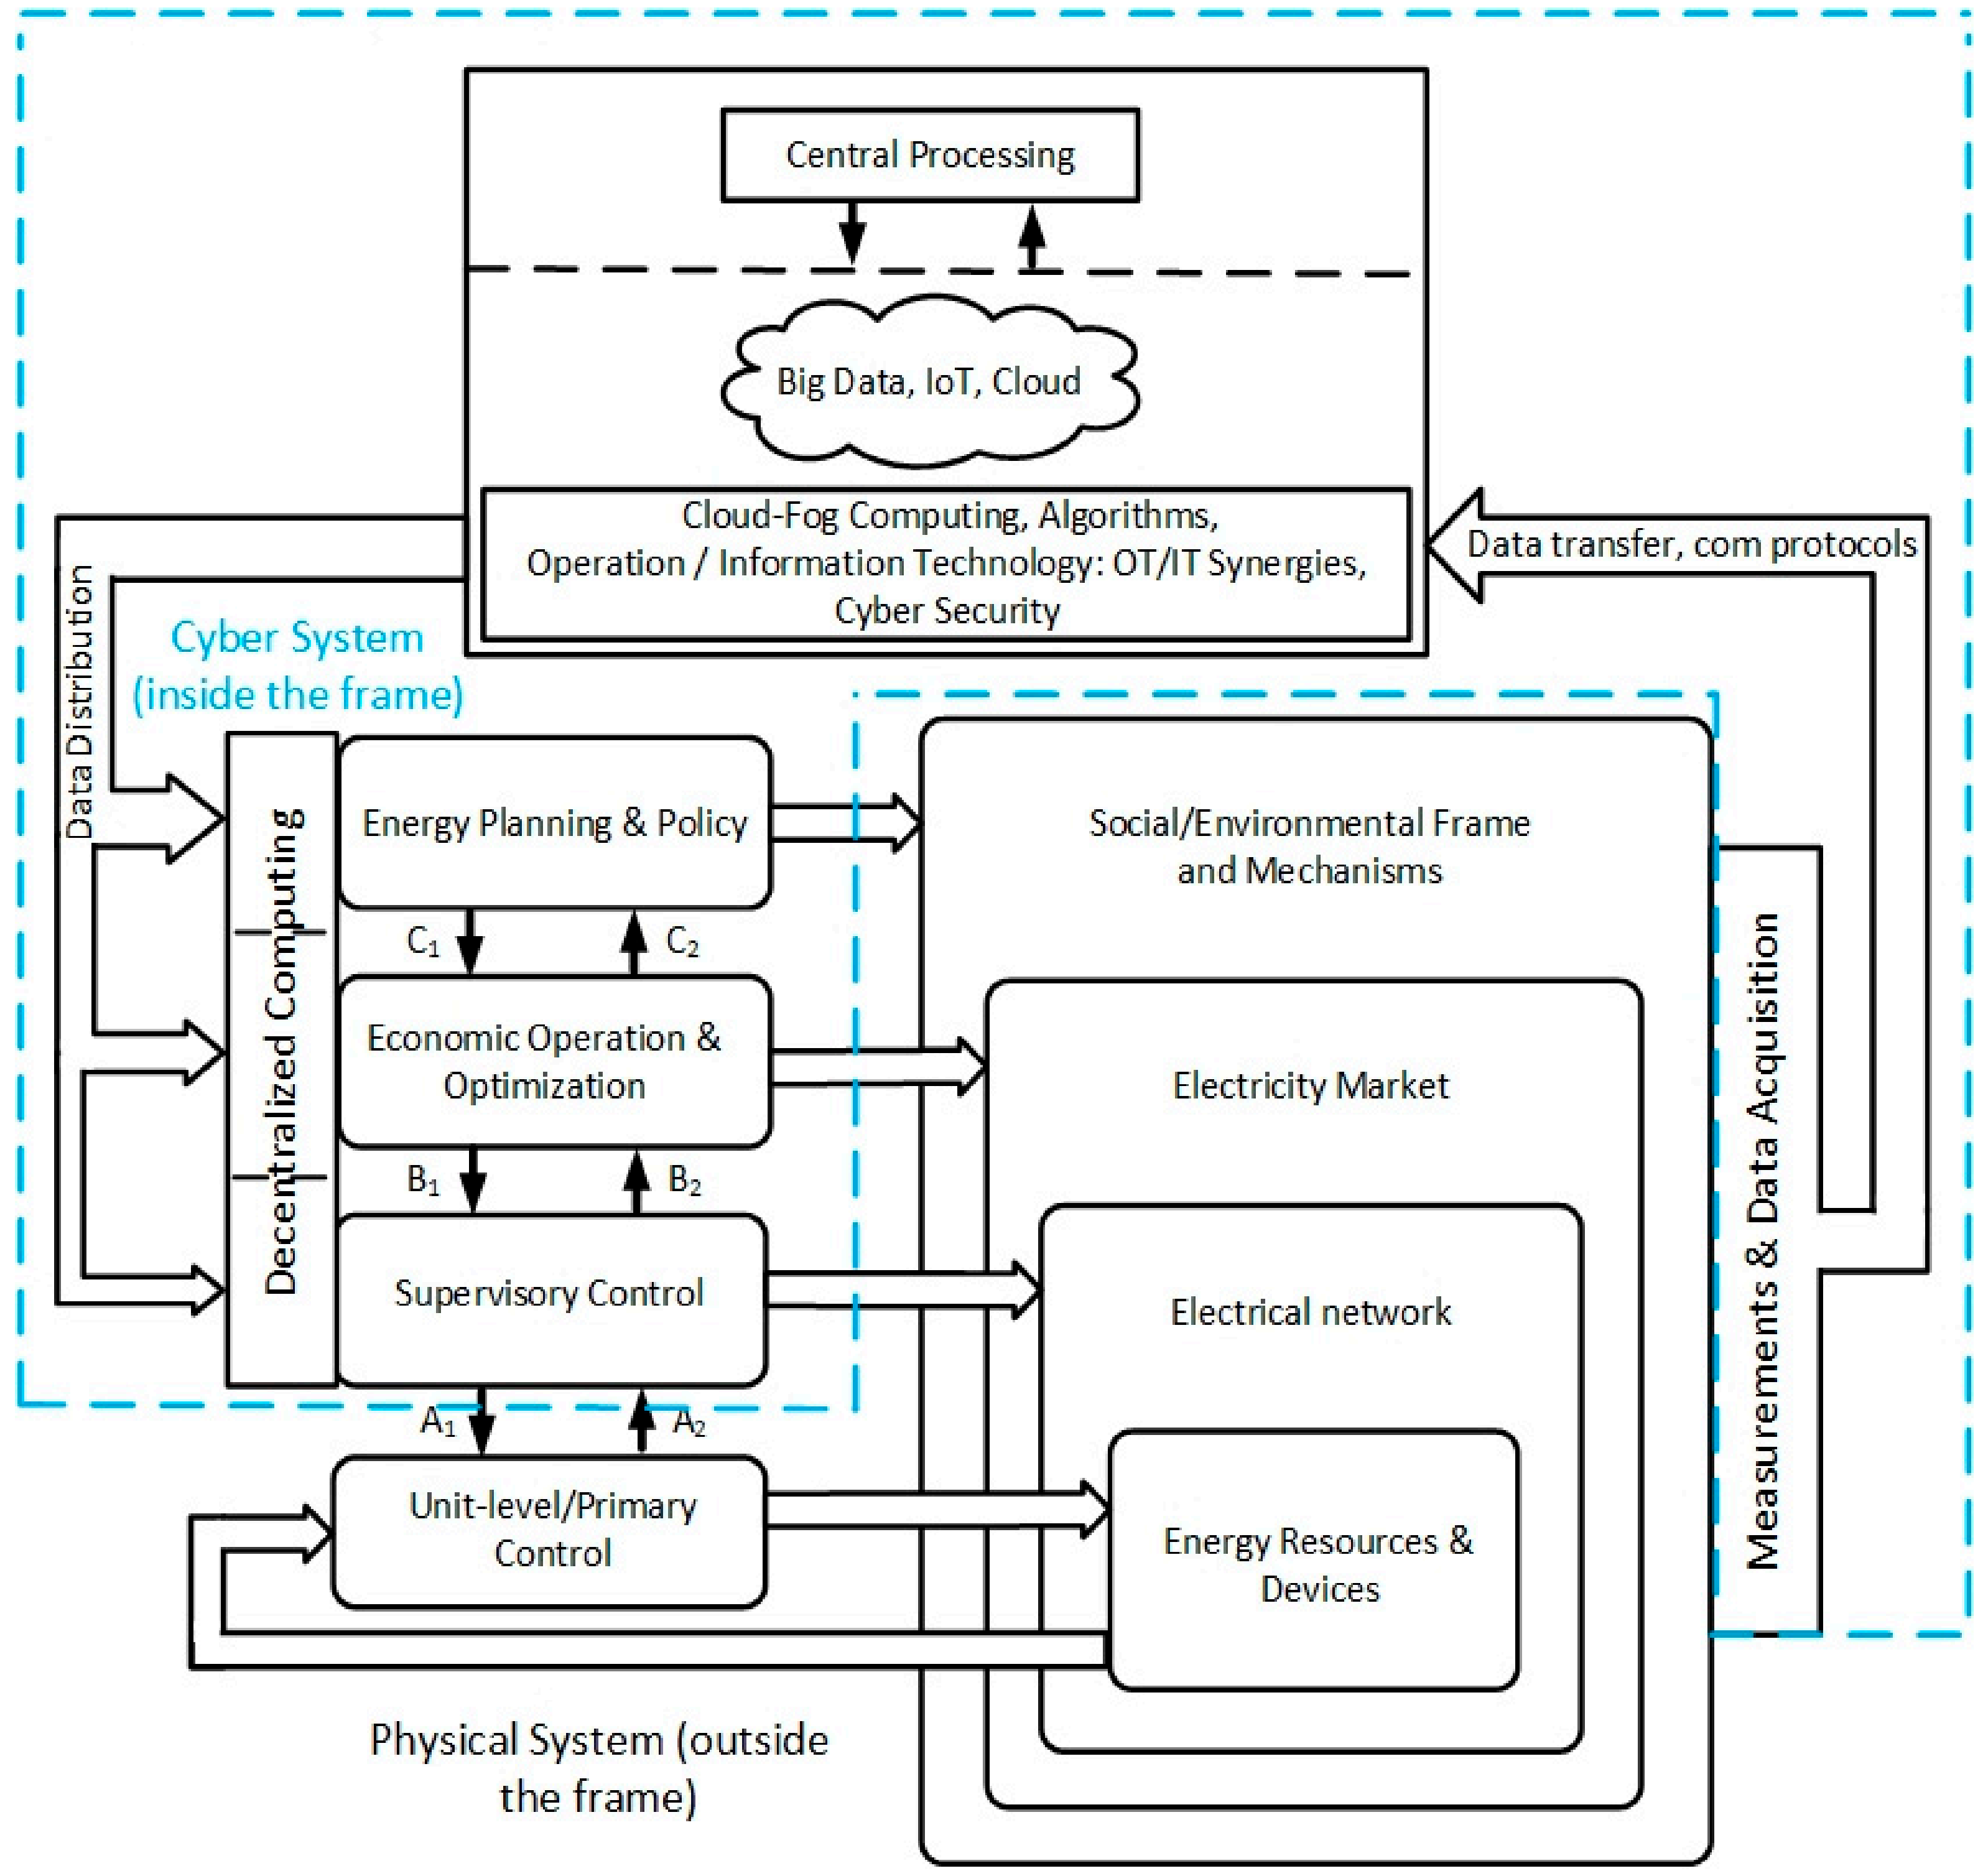 Central Processing
Big Data, IoT, Cloud
Cloud-Fog Computing, Algorithms,
Operation / Information Technology: OT/IT Synergies,
Cyber Security
Data transfer, com protocols
Data Distribution
Cyber System
(inside the frame)
Decentralized Computing
Energy Planning & Policy
C1
C2
Economic Operation &
Optimization
B1
B2
Supervisory Control
A1
A2
Unit-level/Primary
Control
Social/Environmental Frame
and Mechanisms
Electricity Market
Electrical network
Energy Resources &
Devices
Measurements & Data Acquisition
Physical System (outside
the frame)